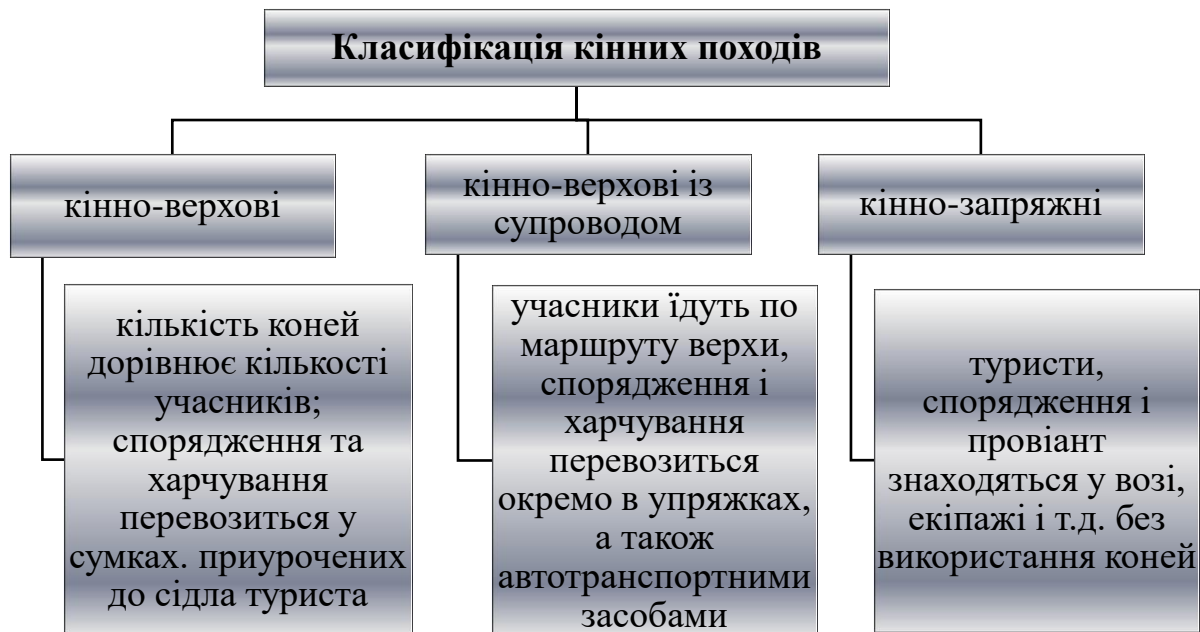 Класифікація кінних походів
кінно-верхові
кількість коней
дорівнює кількості
учасників;
спорядження та
харчування
перевозиться у
сумках. приурочених
до сідла туриста
кінно-верхові із
супроводом
учасники їдуть по
маршруту верхи,
спорядження і
харчування
перевозиться
окремо в упряжках,
а також
автотранспортними
засобами
кінно-запряжні
туристи,
спорядження і
провіант
знаходяться у возі,
екіпажі і т.д. без
використання коней